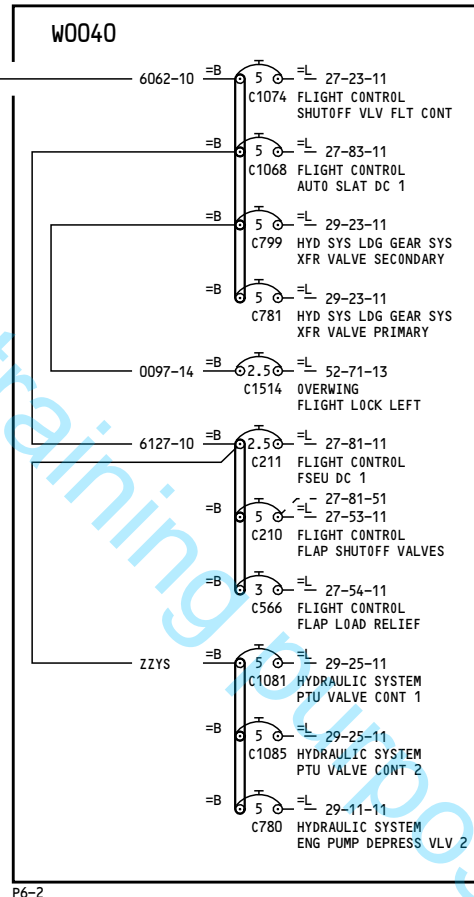 W0040
6062-10 =B 5 =L 27-23-11
C1074 FLIGHT CONTROL
SHUTOFF VLV FLT CONT
=B 5 =L 27-83-11
C1068 FLIGHT CONTROL
AUTO SLAT DC 1
=B 5 =L 29-23-11
C799 HYD SYS LDG GEAR SYS
XFR VALVE SECONDARY
=B 5 =L 29-23-11
C781 HYD SYS LDG GEAR SYS
XFR VALVE PRIMARY
0097-14 =B 2.5 =L 52-71-13
C1514 OVERWING
FLIGHT LOCK LEFT
6127-10 =B 2.5 =L 27-81-11
C211 FLIGHT CONTROL
FSEU DC 1
27-81-51
=B 5 =L 27-53-11
C210 FLIGHT CONTROL
FLAP SHUTOFF VALVES
=B 3 =L 27-54-11
C566 FLIGHT CONTROL
FLAP LOAD RELIEF
ZZYS =B 5 =L 29-25-11
C1081 HYDRAULIC SYSTEM
PTU VALVE CONT 1
=B 5 =L 29-25-11
C1085 HYDRAULIC SYSTEM
PTU VALVE CONT 2
=B 5 =L 29-11-11
C780 HYDRAULIC SYSTEM
ENG PUMP DEPRESS VLV 2
P6-2
training purpos